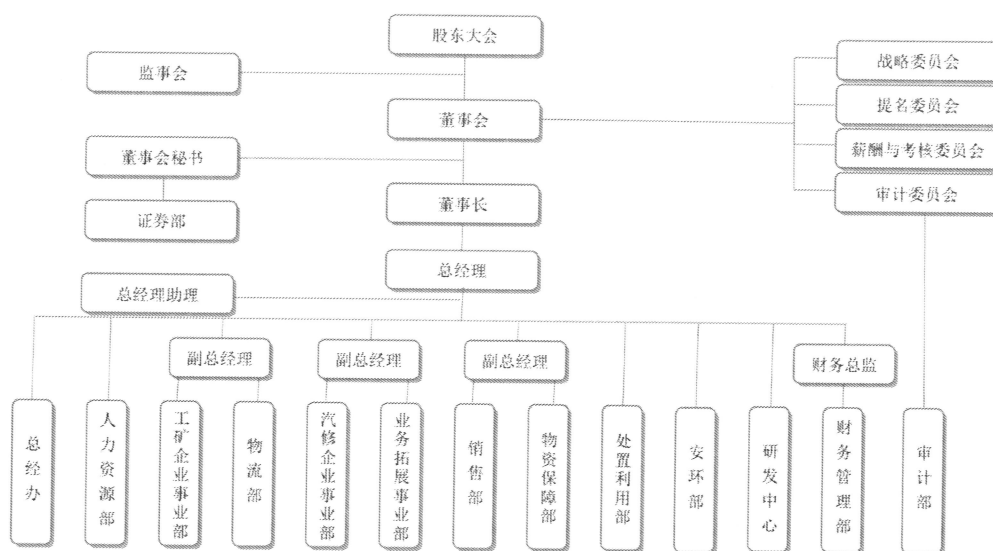 股东大会
监事会
战略委员会
提名委员会
董事会
薪酬与考核委员会
董事会秘书
审计委员会
证券部
董事长
总经理
总经理助理
副总经理
副总经理
副总经理
财务总监
总经办
人力资源部
工矿企业事业部
物流部
汽修企业事业部
业务拓展事业部
销售部
物资保障部
处置利用部
安环部
研发中心
财务管理部
审计部